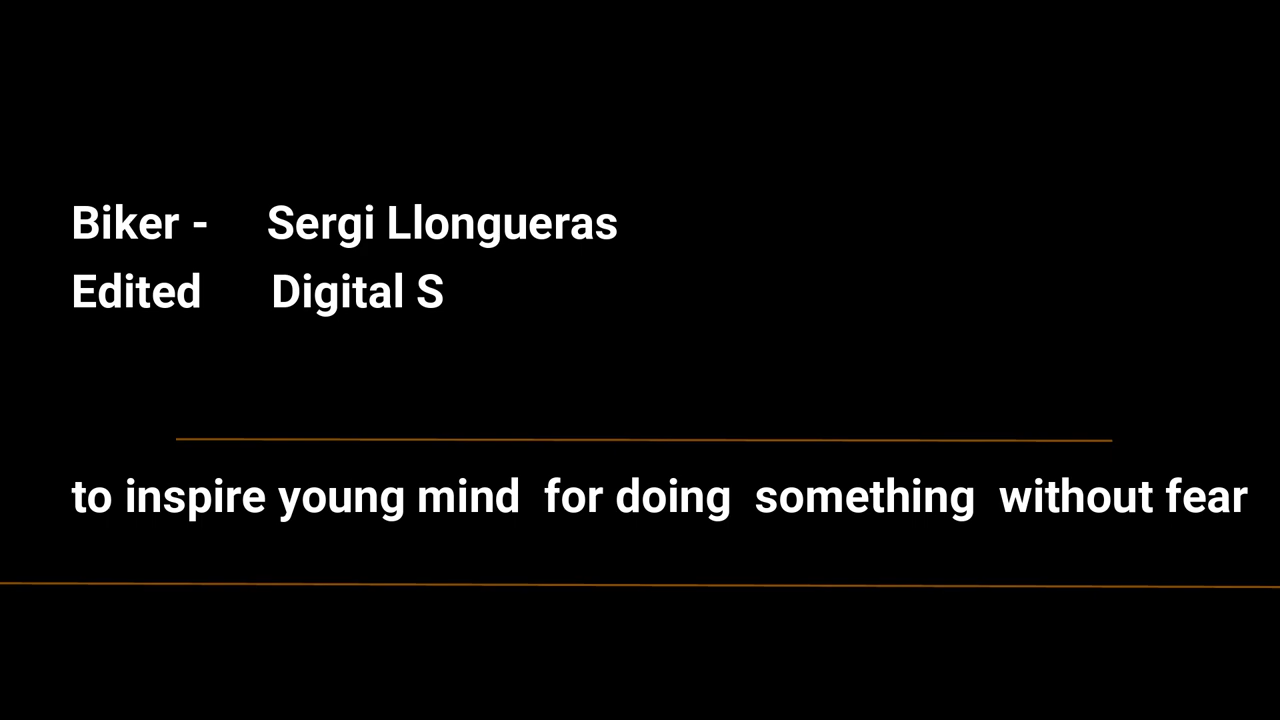 Biker - Sergi Llongueras
Edited Digital S
to inspire young mind for doing something without fear